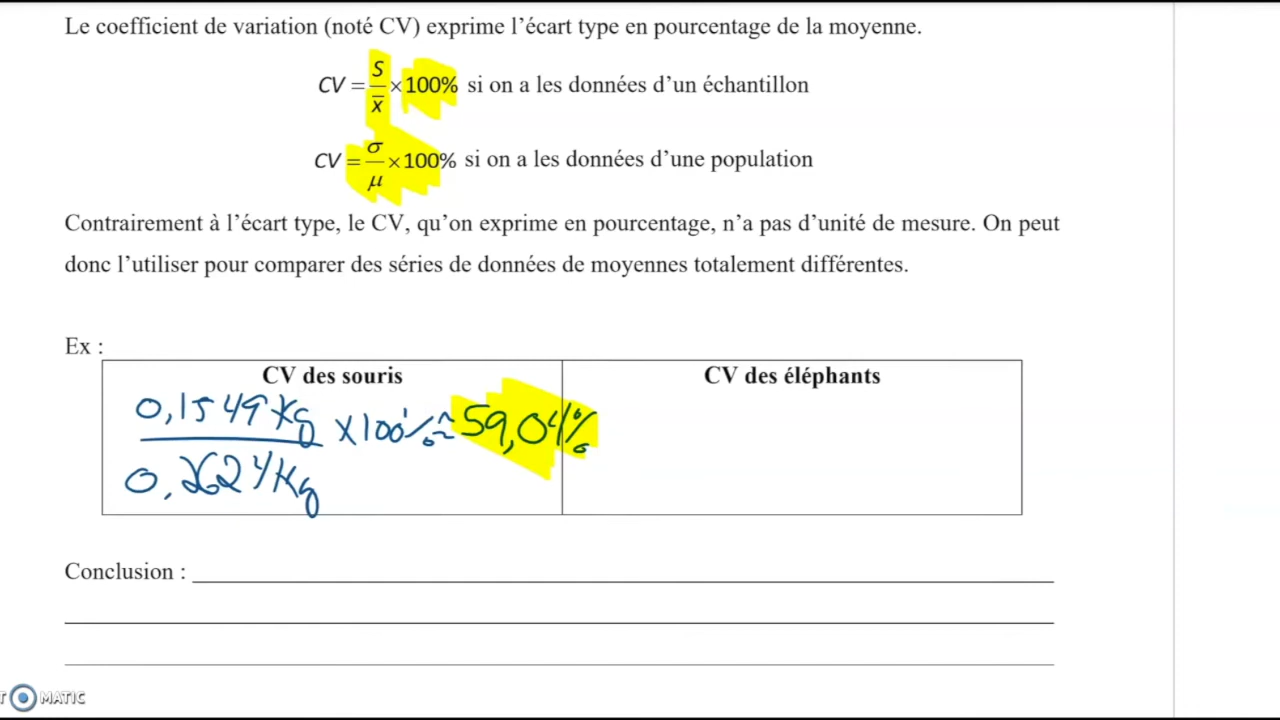 Le coefficient de variation (noté CV) exprime l’écart type en pourcentage de la moyenne.
CV = S / x̄ × 100% si on a les données d’un échantillon
CV = σ / μ × 100% si on a les données d’une population
Contrairement à l’écart type, le CV, qu’on exprime en pourcentage, n’a pas d’unité de mesure. On peut
donc l’utiliser pour comparer des séries de données de moyennes totalement différentes.
Ex :
CV des souris
CV des éléphants
0,1549 Kg / 0,2624 Kg × 100% ≈ 59,04%
Conclusion :
MATIC